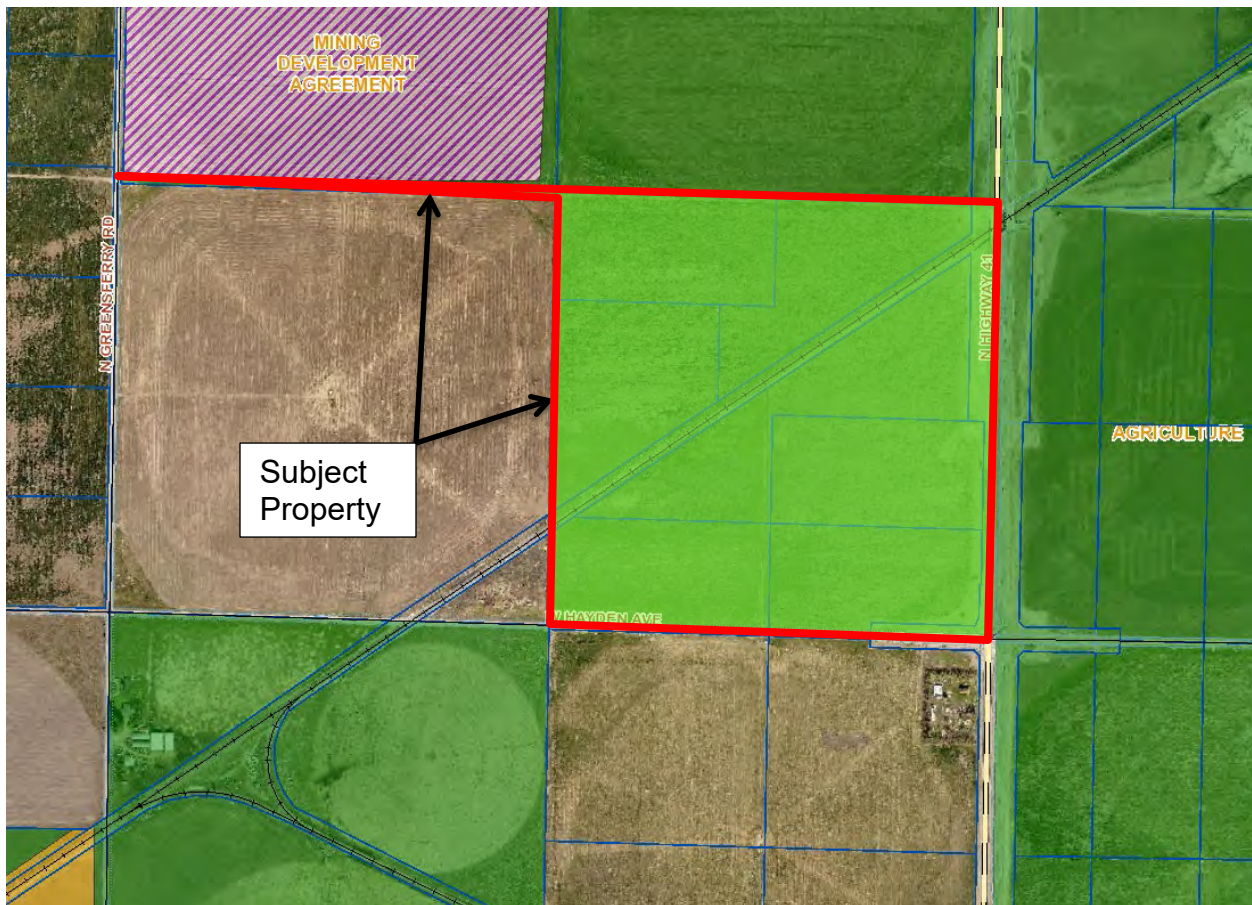 MINING
DEVELOPMENT
AGREEMENT
N GREENSFERRY RD
N HIGHWAY 41
AGRICULTURE
Subject
Property
W HAYDEN AVE